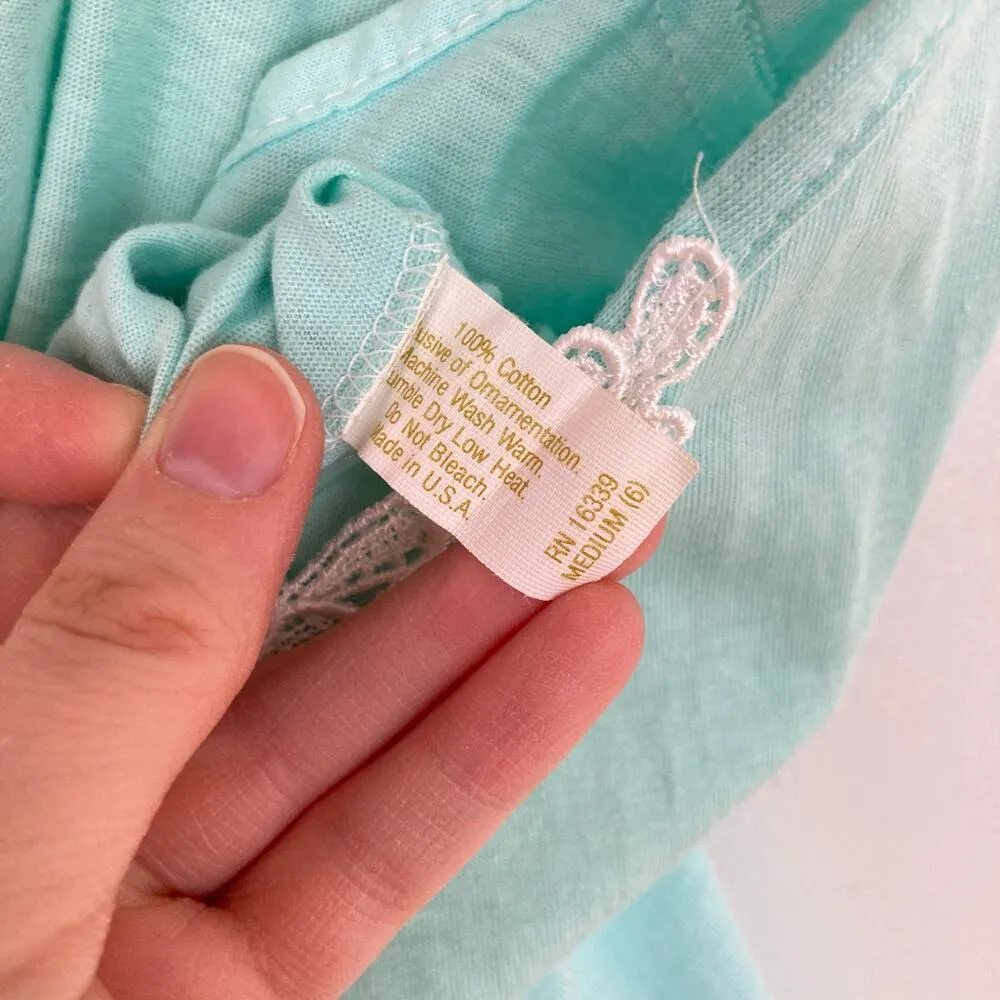 100% Cotton
usive of Ornamentation.
Machine Wash Warm.
umble Dry Low Heat.
Do Not Bleach.
Made in U.S.A.
RN 16339
MEDIUM (6)